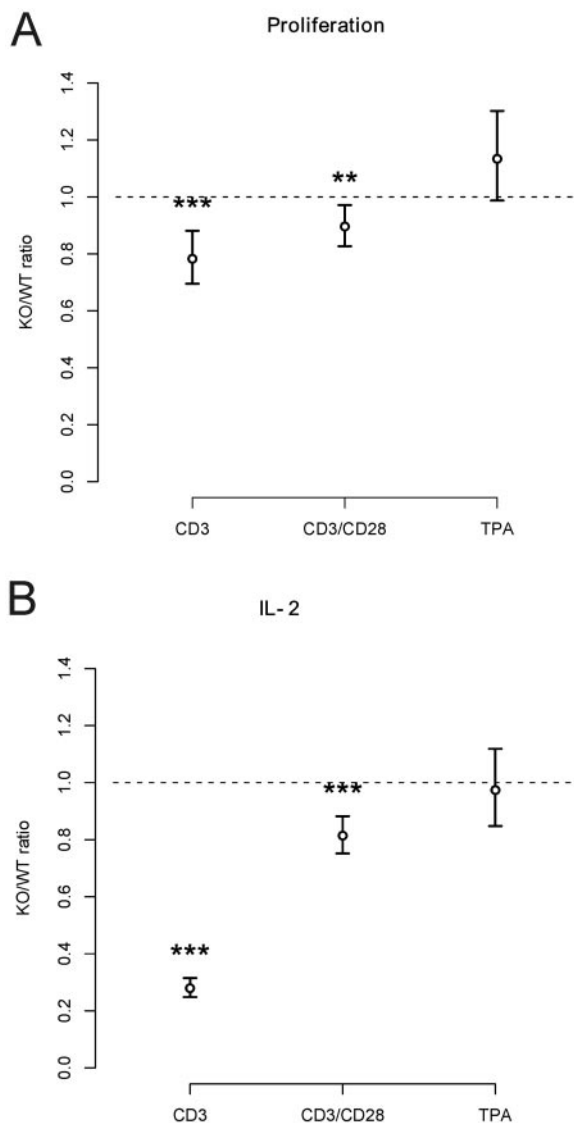 A
Proliferation
1.4
1.2
1.0
0.8
0.6
0.4
0.2
0.0
KO/WT ratio
***
**
CD3
CD3/CD28
TPA
B
IL- 2
1.4
1.2
1.0
0.8
0.6
0.4
0.2
0.0
KO/WT ratio
***
***
CD3
CD3/CD28
TPA